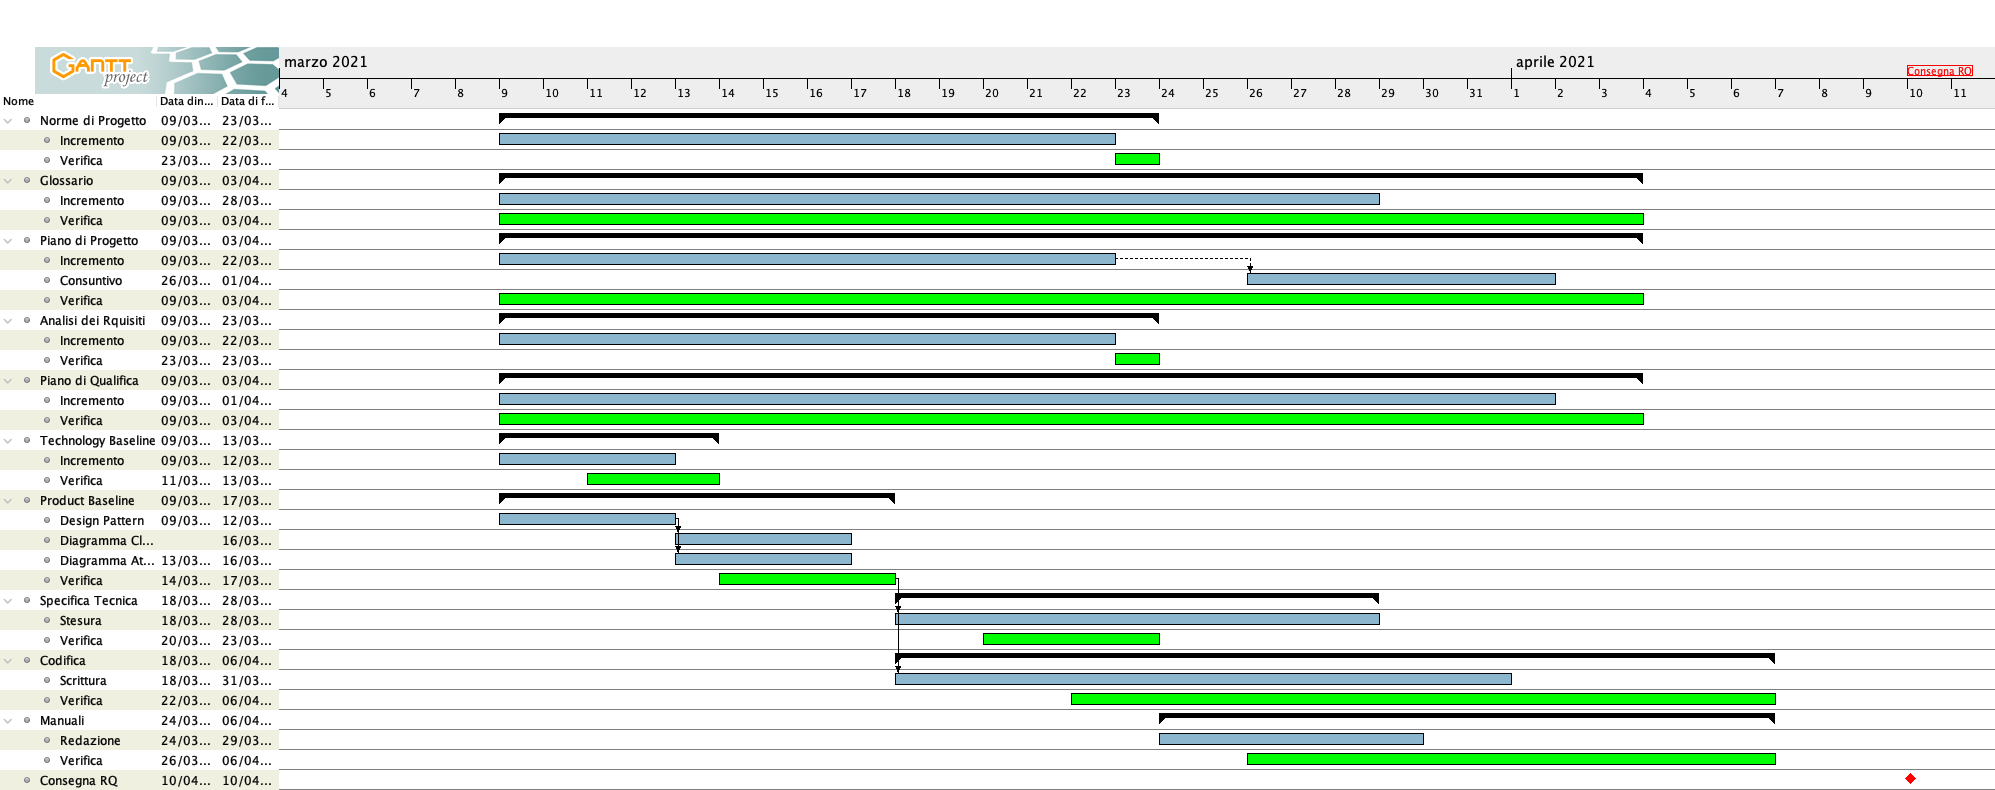 GANTT
project
marzo 2021
aprile 2021
Consegna RQ
Nome Data din... Data di f...
4 5 6 7 8 9 10 11 12 13 14 15 16 17 18 19 20 21 22 23 24 25 26 27 28 29 30 31 1 2 3 4 5 6 7 8 9 10 11
Norme di Progetto 09/03... 23/03...
Incremento 09/03... 22/03...
Verifica 23/03... 23/03...
Glossario 09/03... 03/04...
Incremento 09/03... 28/03...
Verifica 09/03... 03/04...
Piano di Progetto 09/03... 03/04...
Incremento 09/03... 22/03...
Consuntivo 26/03... 01/04...
Verifica 09/03... 03/04...
Analisi dei Rquisiti 09/03... 23/03...
Incremento 09/03... 22/03...
Verifica 23/03... 23/03...
Piano di Qualifica 09/03... 03/04...
Incremento 09/03... 01/04...
Verifica 09/03... 03/04...
Technology Baseline 09/03... 13/03...
Incremento 09/03... 12/03...
Verifica 11/03... 13/03...
Product Baseline 09/03... 17/03...
Design Pattern 09/03... 12/03...
Diagramma Cl... 16/03...
Diagramma At... 13/03... 16/03...
Verifica 14/03... 17/03...
Specifica Tecnica 18/03... 28/03...
Stesura 18/03... 28/03...
Verifica 20/03... 23/03...
Codifica 18/03... 06/04...
Scrittura 18/03... 31/03...
Verifica 22/03... 06/04...
Manuali 24/03... 06/04...
Redazione 24/03... 29/03...
Verifica 26/03... 06/04...
Consegna RQ 10/04... 10/04...